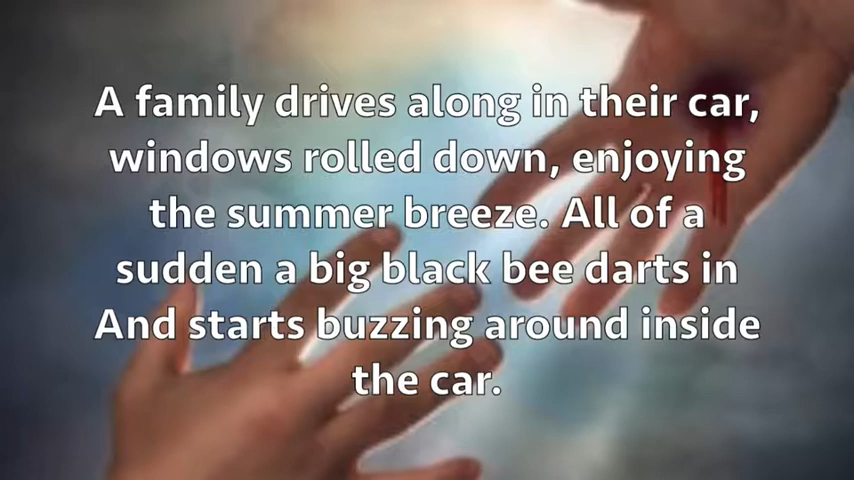 A family drives along in their car,
windows rolled down, enjoying
the summer breeze. All of a
sudden a big black bee darts in
And starts buzzing around inside
the car.